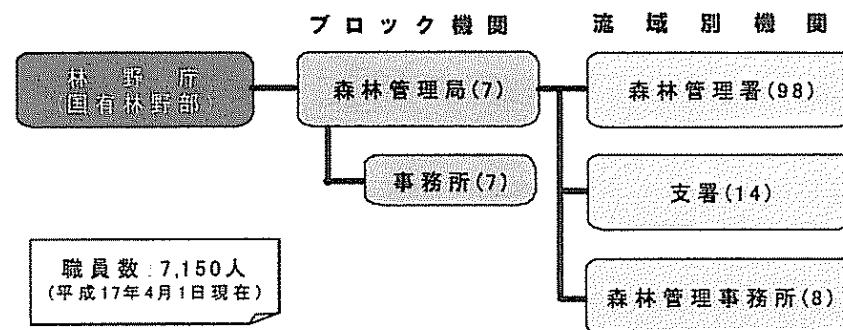 ブロック機関
流域別機関
林野庁
国有林野部
森林管理局(7)
森林管理署(98)
事務所(7)
支署(14)
職員数:7,150人
(平成17年4月1日現在)
森林管理事務所(8)